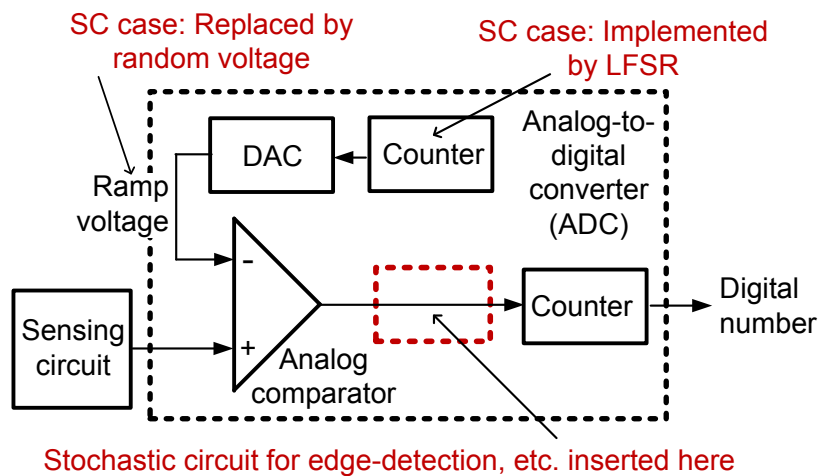 SC case: Replaced by
random voltage
SC case: Implemented
by LFSR
DAC
Counter
Analog-to-
digital
converter
(ADC)
Ramp
voltage
-
+
Sensing
circuit
Analog
comparator
Counter
Digital
number
Stochastic circuit for edge-detection, etc. inserted here